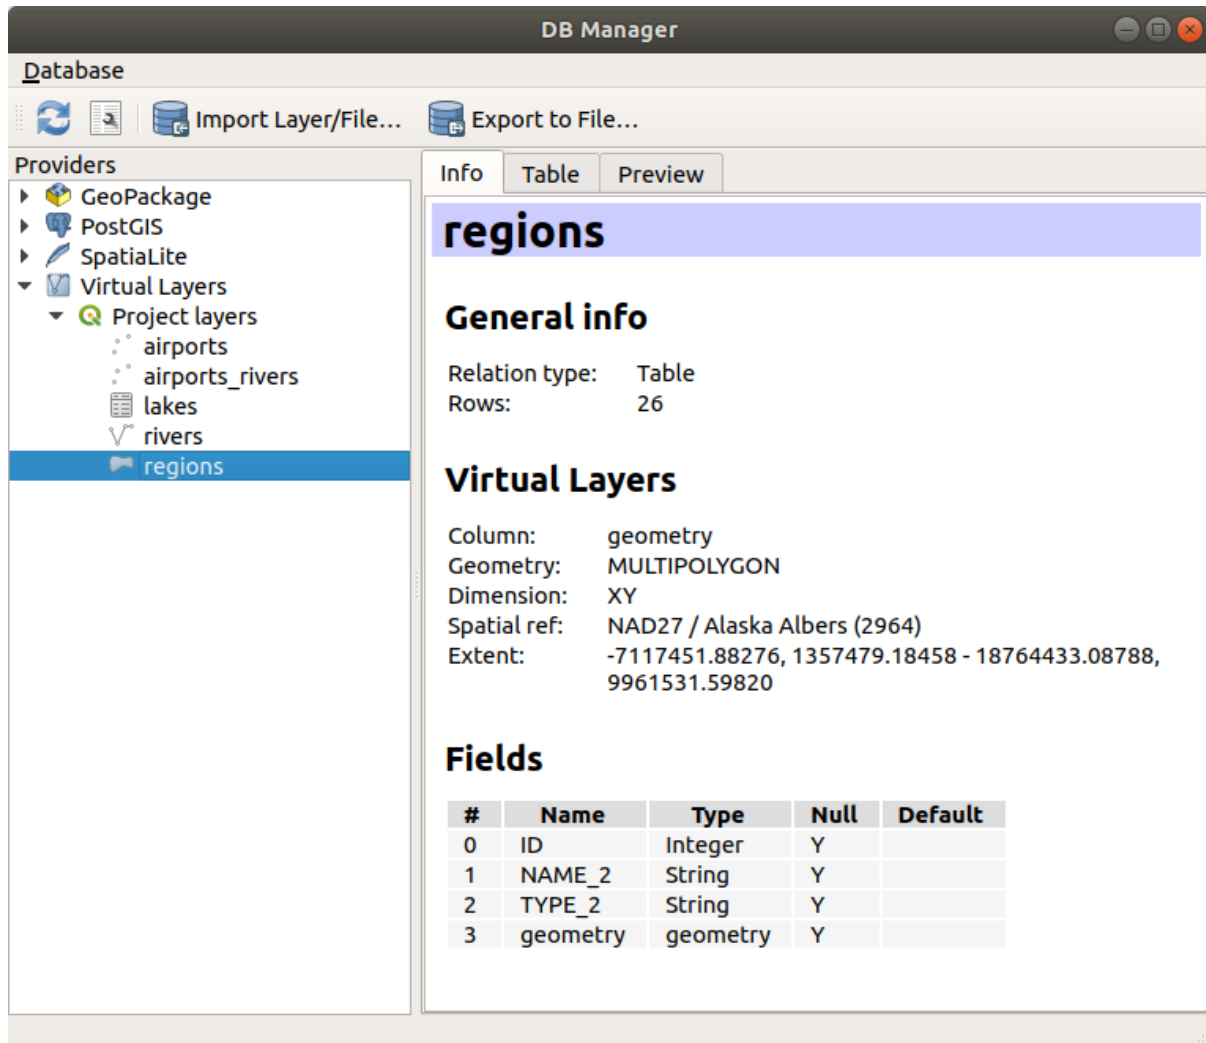 DB Manager
Database
Import Layer/File...
Export to File...
Providers
GeoPackage
PostGIS
SpatiaLite
Virtual Layers
Project layers
airports
airports_rivers
lakes
rivers
regions
Info Table Preview
regions
General info
Relation type: Table
Rows: 26
Virtual Layers
Column: geometry
Geometry: MULTIPOLYGON
Dimension: XY
Spatial ref: NAD27 / Alaska Albers (2964)
Extent: -7117451.88276, 1357479.18458 - 18764433.08788,
9961531.59820
Fields
# Name Type Null Default
0 ID Integer Y
1 NAME_2 String Y
2 TYPE_2 String Y
3 geometry geometry Y